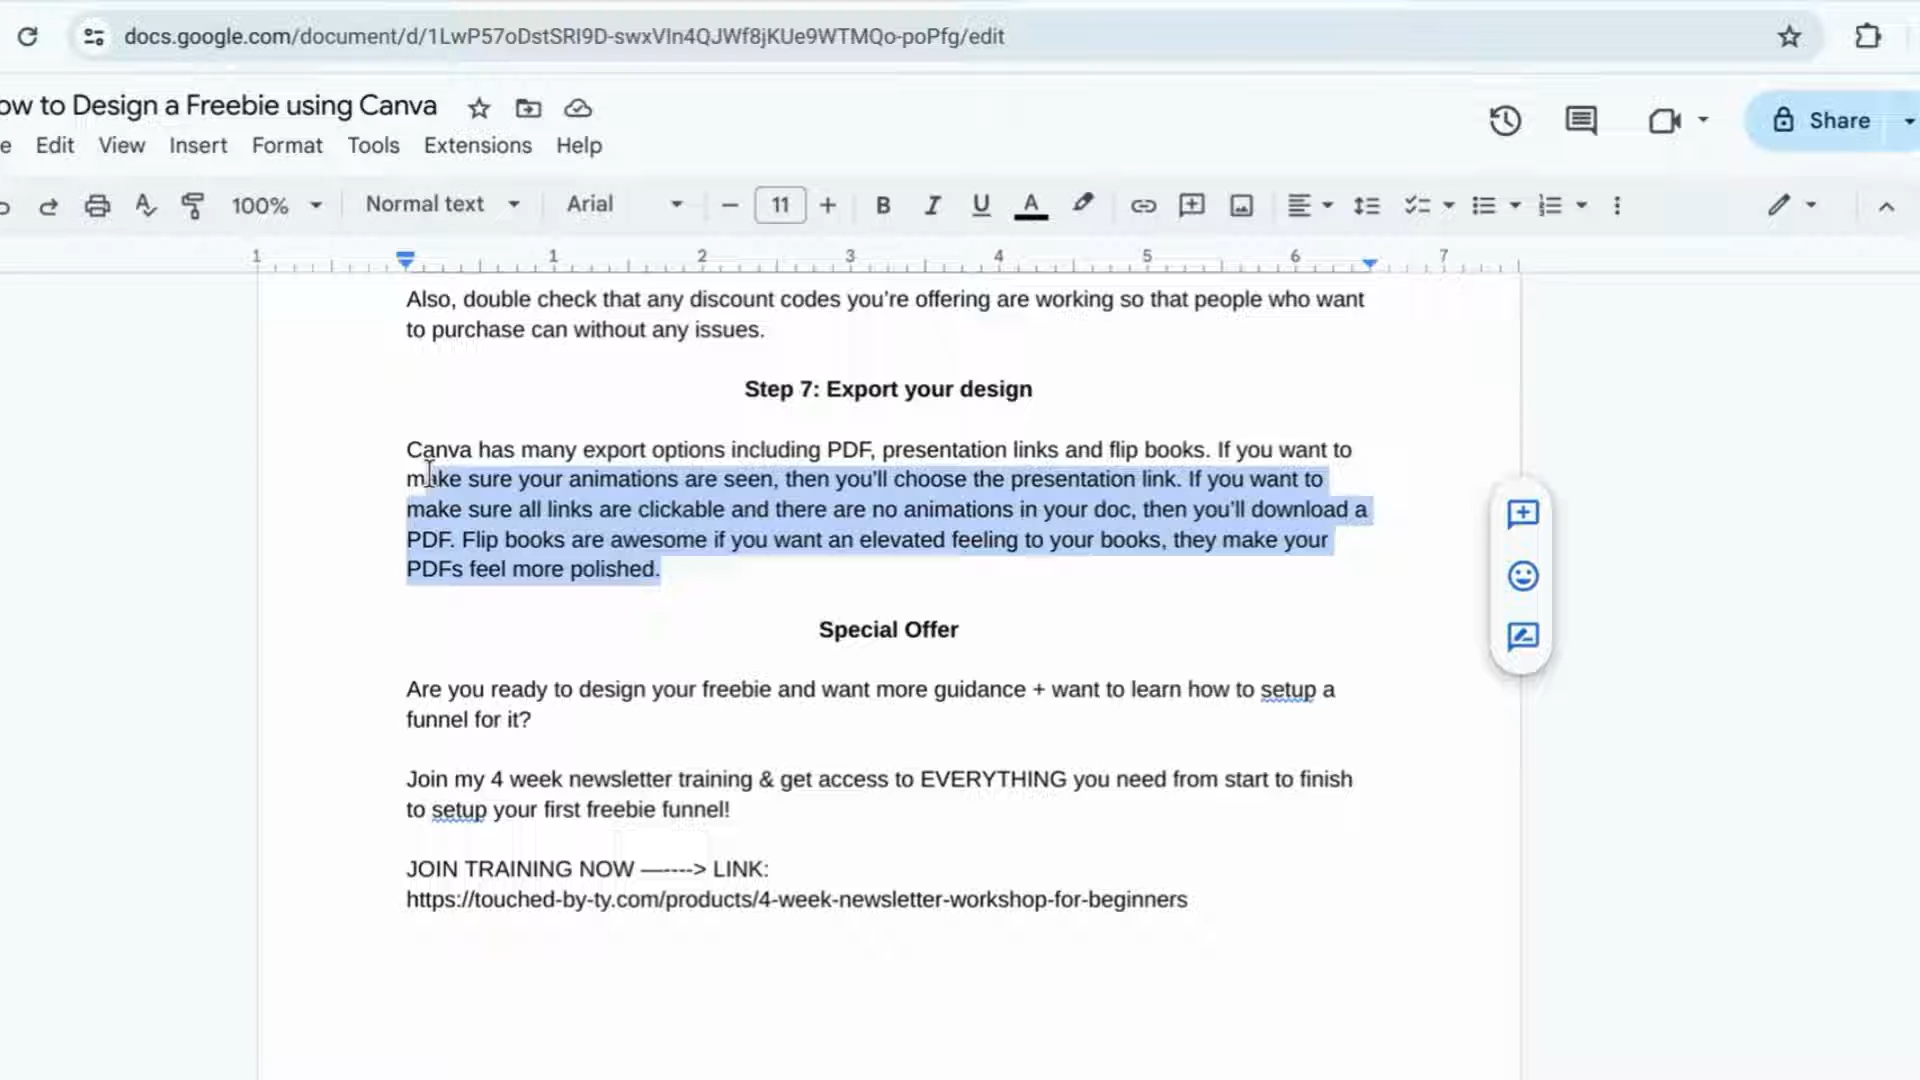 docs.google.com/document/d/1LwP57oDstSRI9D-swxVIn4QJWf8jKUe9WTMQo-poPfg/edit
ow to Design a Freebie using Canva
e Edit View Insert Format Tools Extensions Help
Share
100% Normal text Arial 11
1 1 2 3 4 5 6 7
Also, double check that any discount codes you’re offering are working so that people who want
to purchase can without any issues.
Step 7: Export your design
Canva has many export options including PDF, presentation links and flip books. If you want to
make sure your animations are seen, then you’ll choose the presentation link. If you want to
make sure all links are clickable and there are no animations in your doc, then you’ll download a
PDF. Flip books are awesome if you want an elevated feeling to your books, they make your
PDFs feel more polished.
Special Offer
Are you ready to design your freebie and want more guidance + want to learn how to setup a
funnel for it?
Join my 4 week newsletter training & get access to EVERYTHING you need from start to finish
to setup your first freebie funnel!
JOIN TRAINING NOW —----> LINK:
https://touched-by-ty.com/products/4-week-newsletter-workshop-for-beginners